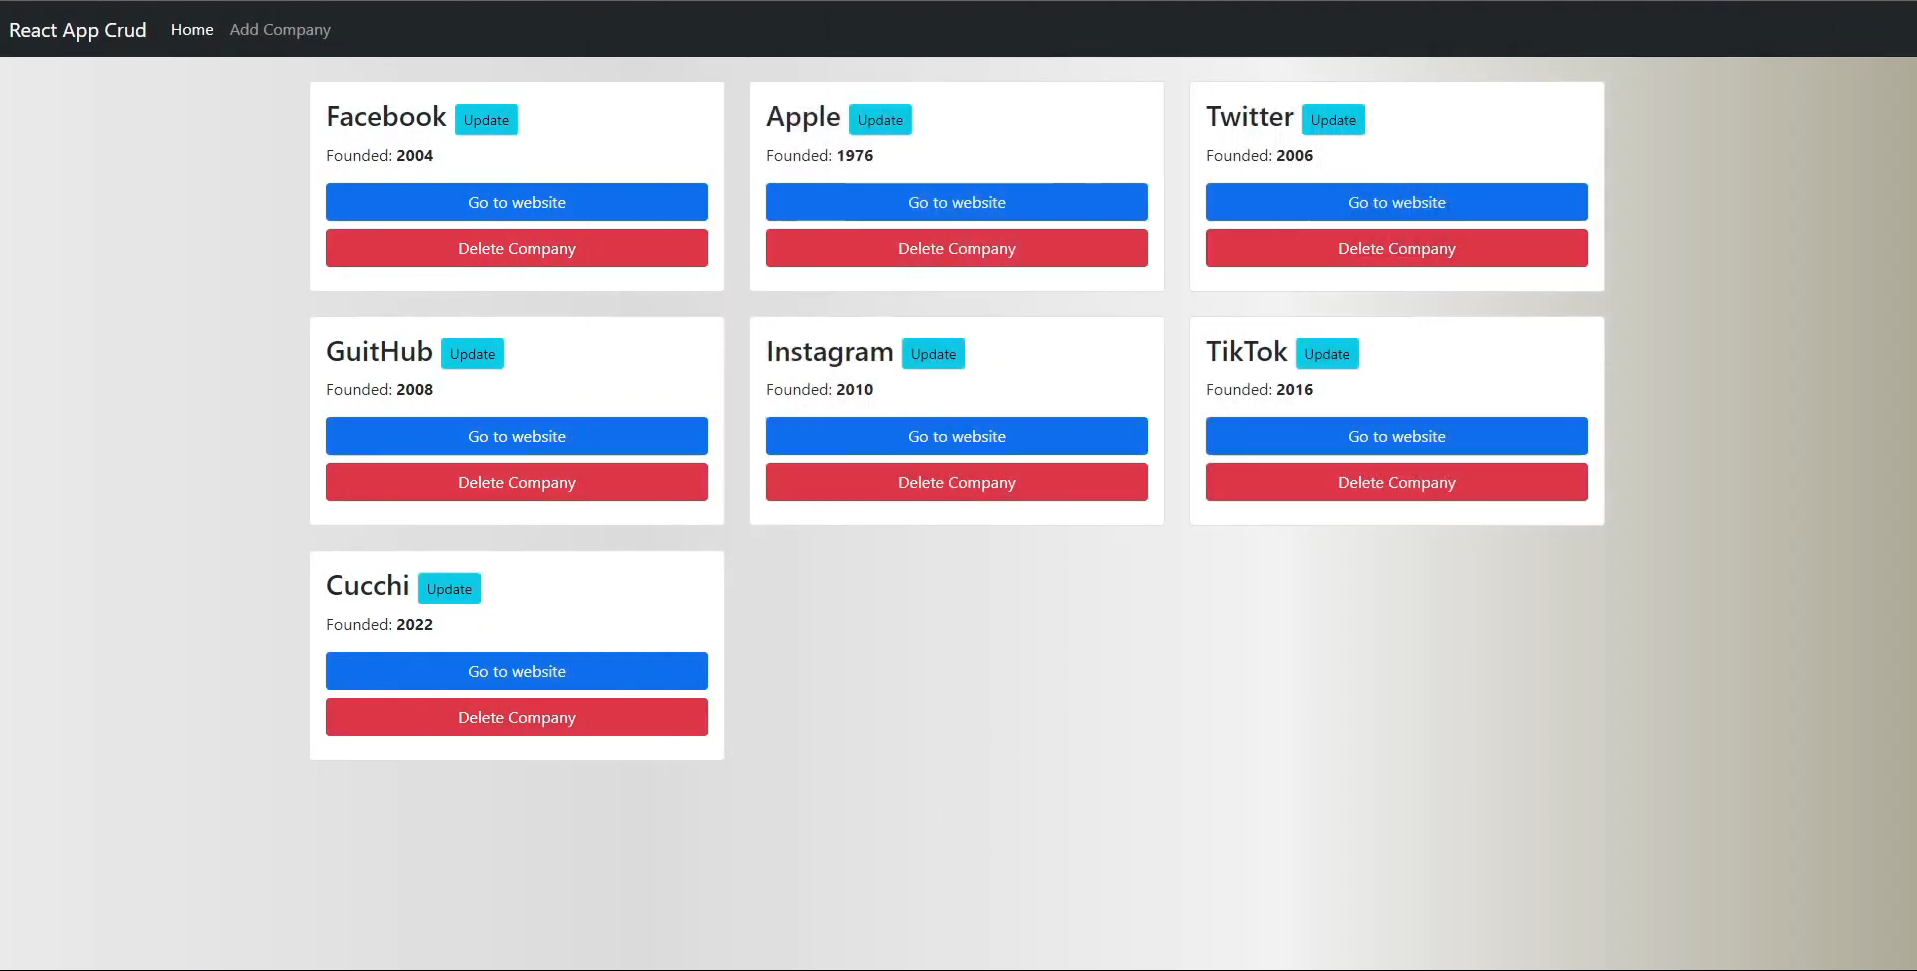 React App Crud Home Add Company
Facebook Update
Founded: 2004
Go to website
Delete Company
Apple Update
Founded: 1976
Go to website
Delete Company
Twitter Update
Founded: 2006
Go to website
Delete Company
GuitHub Update
Founded: 2008
Go to website
Delete Company
Instagram Update
Founded: 2010
Go to website
Delete Company
TikTok Update
Founded: 2016
Go to website
Delete Company
Cucchi Update
Founded: 2022
Go to website
Delete Company